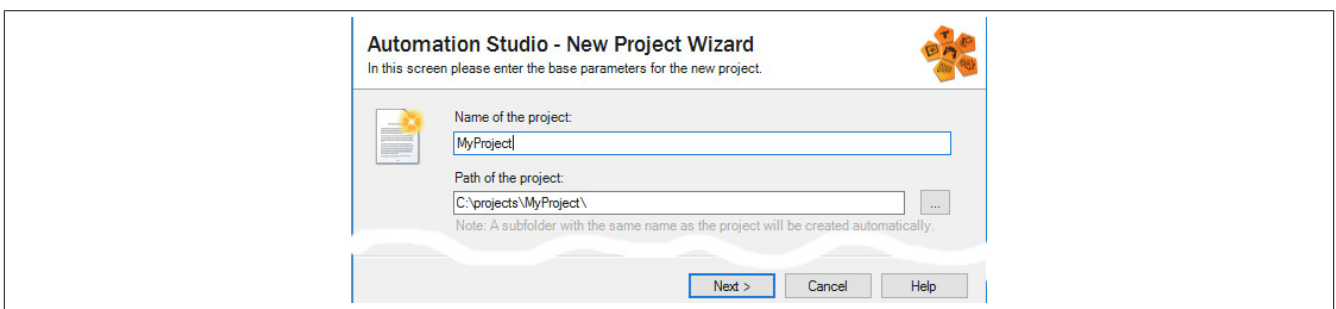 Automation Studio - New Project Wizard
In this screen please enter the base parameters for the new project.
Name of the project:
MyProject
Path of the project:
C:\projects\MyProject\
...
Note: A subfolder with the same name as the project will be created automatically.
Next >
Cancel
Help